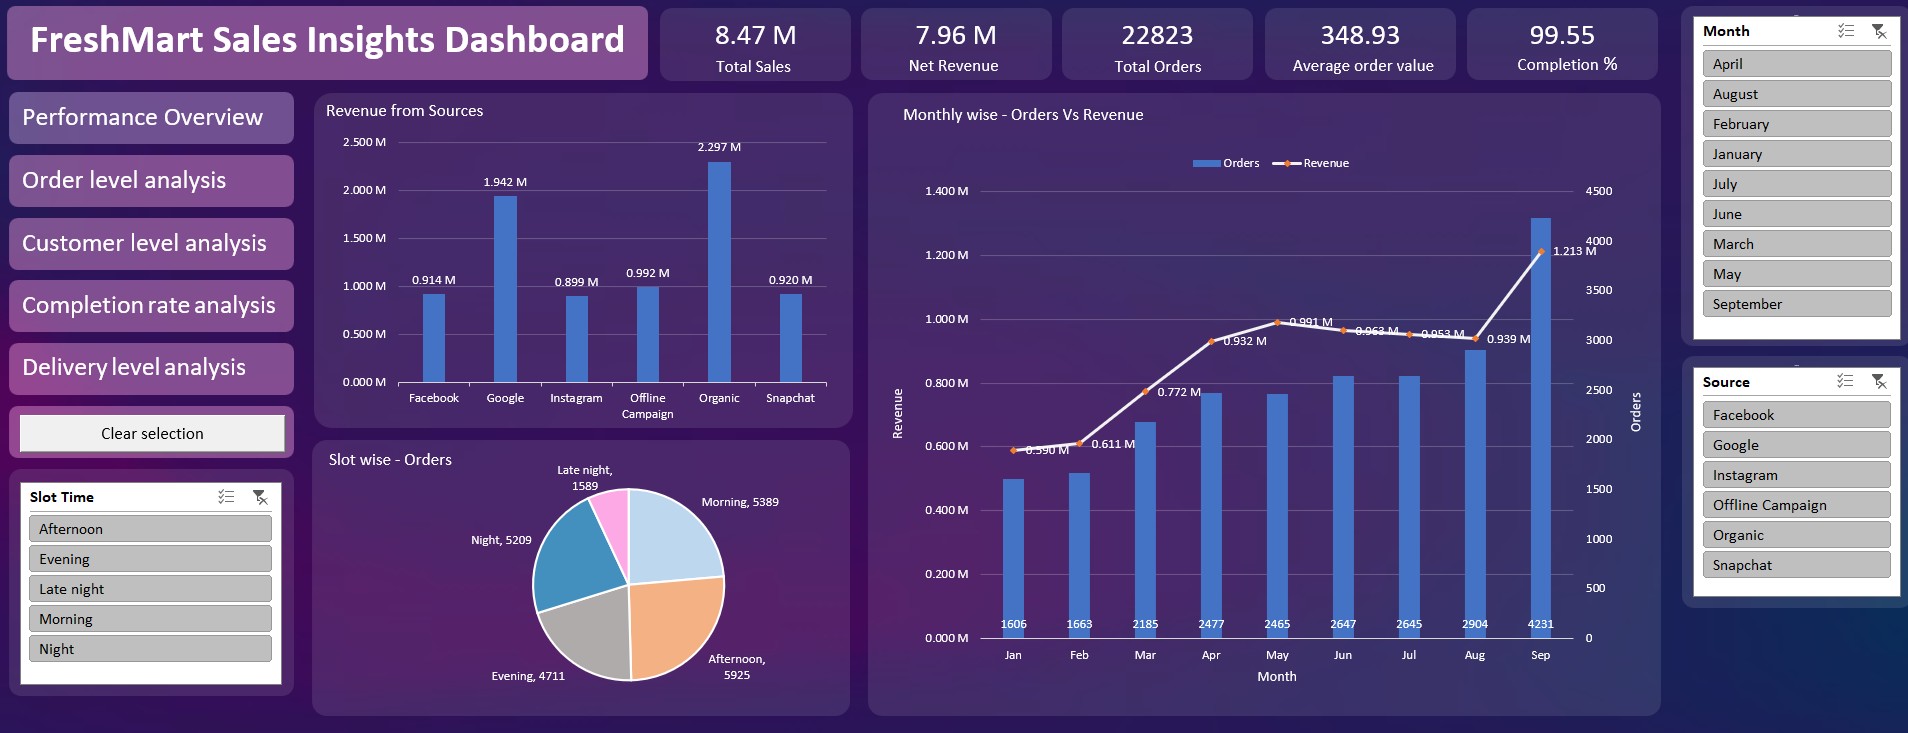 FreshMart Sales Insights Dashboard
8.47 M
Total Sales
7.96 M
Net Revenue
22823
Total Orders
348.93
Average order value
99.55
Completion %
Performance Overview
Order level analysis
Customer level analysis
Completion rate analysis
Delivery level analysis
Clear selection
Slot Time
Afternoon
Evening
Late night
Morning
Night
Revenue from Sources
2.500 M
2.000 M
1.500 M
1.000 M
0.500 M
0.000 M
0.914 M
1.942 M
0.899 M
0.992 M
2.297 M
0.920 M
Facebook
Google
Instagram
Offline
Campaign
Organic
Snapchat
Slot wise - Orders
Late night,
1589
Morning, 5389
Night, 5209
Evening, 4711
Afternoon,
5925
Monthly wise - Orders Vs Revenue
Orders
Revenue
1.400 M
1.200 M
1.000 M
0.800 M
0.600 M
0.400 M
0.200 M
0.000 M
Revenue
0.590 M
0.611 M
0.772 M
0.932 M
0.991 M
0.963 M
0.953 M
0.939 M
1.213 M
1606
1663
2185
2477
2465
2647
2645
2904
4231
4500
4000
3500
3000
2500
2000
1500
1000
500
0
Orders
Jan
Feb
Mar
Apr
May
Jun
Jul
Aug
Sep
Month
Month
April
August
February
January
July
June
March
May
September
Source
Facebook
Google
Instagram
Offline Campaign
Organic
Snapchat